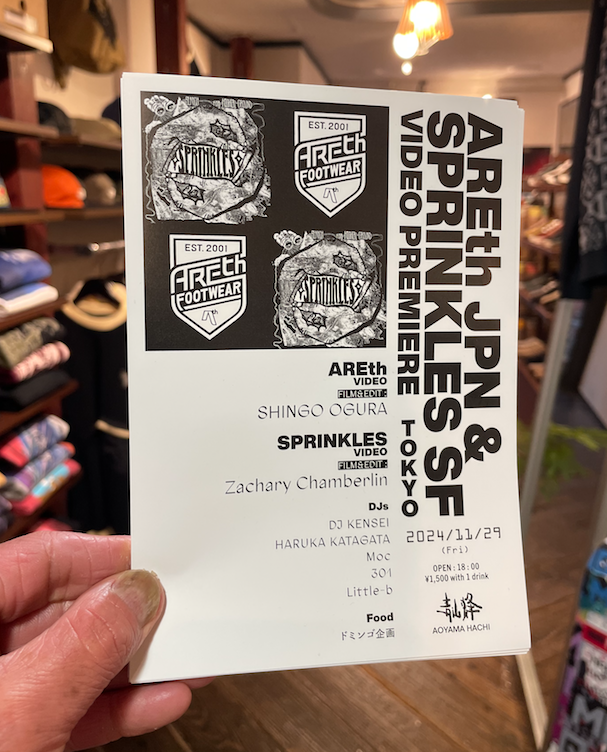 SPRINKLES
EST. 2001
AREth
FOOTWEAR
EST. 2001
AREth
FOOTWEAR
SPRINKLES
AREth JPN &
SPRINKLES SF
VIDEO PREMIERE TOKYO
AREth
VIDEO
FILM&EDIT :
SHINGO OGURA
SPRINKLES
VIDEO
FILM&EDIT :
Zachary Chamberlin
DJs
DJ KENSEI
HARUKA KATAGATA
Moc
301
Little-b
Food
ドミンゴ企画
2024/11/29
(Fri)
OPEN : 18 : 00
¥1,500 with 1 drink
青山蜂
AOYAMA HACHI